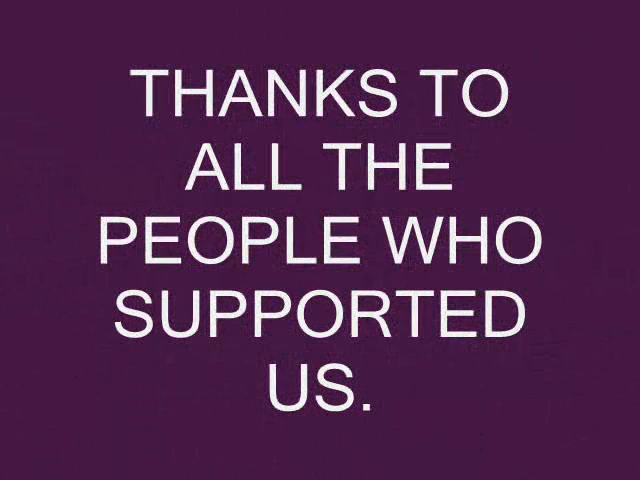 THANKS TO
ALL THE
PEOPLE WHO
SUPPORTED
US.